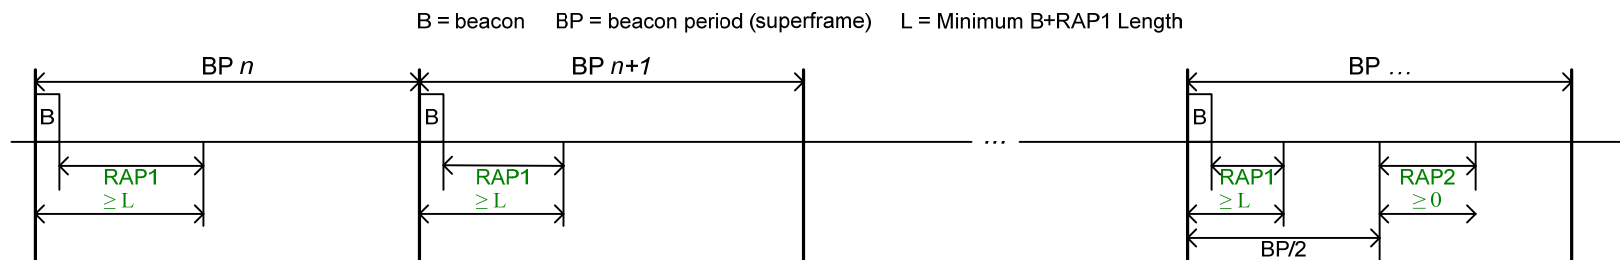 B = beacon BP = beacon period (superframe) L = Minimum B+RAP1 Length
BP n BP n+1 BP ...
B B B
...
RAP1 RAP1 RAP1 RAP2
≥ L ≥ L ≥ L ≥ 0
BP/2